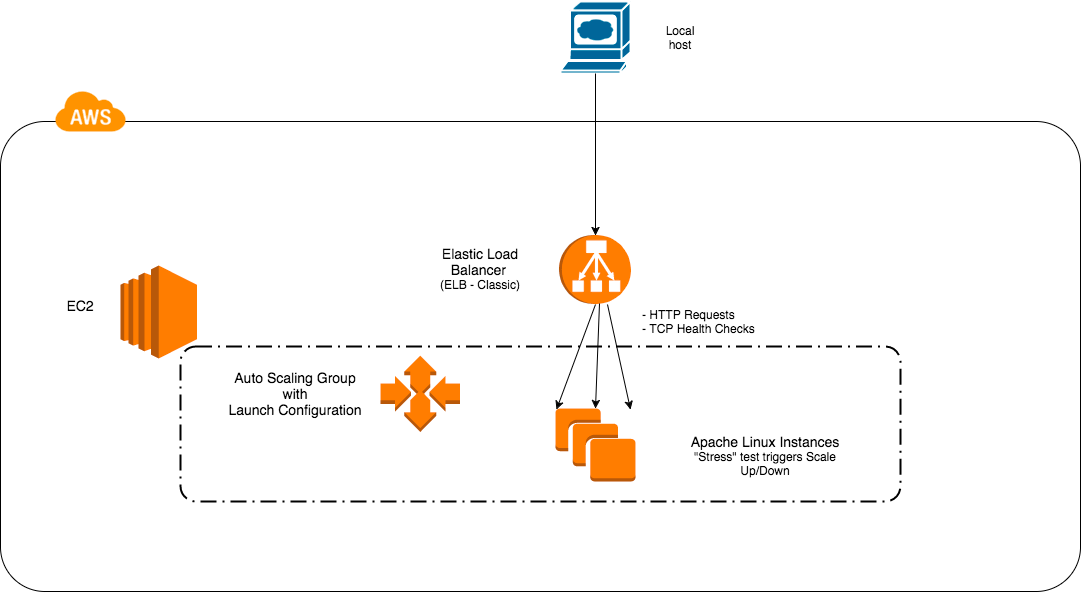 Local
host
AWS
Elastic Load
Balancer
(ELB - Classic)
EC2
- HTTP Requests
- TCP Health Checks
Auto Scaling Group
with
Launch Configuration
Apache Linux Instances
"Stress" test triggers Scale
Up/Down